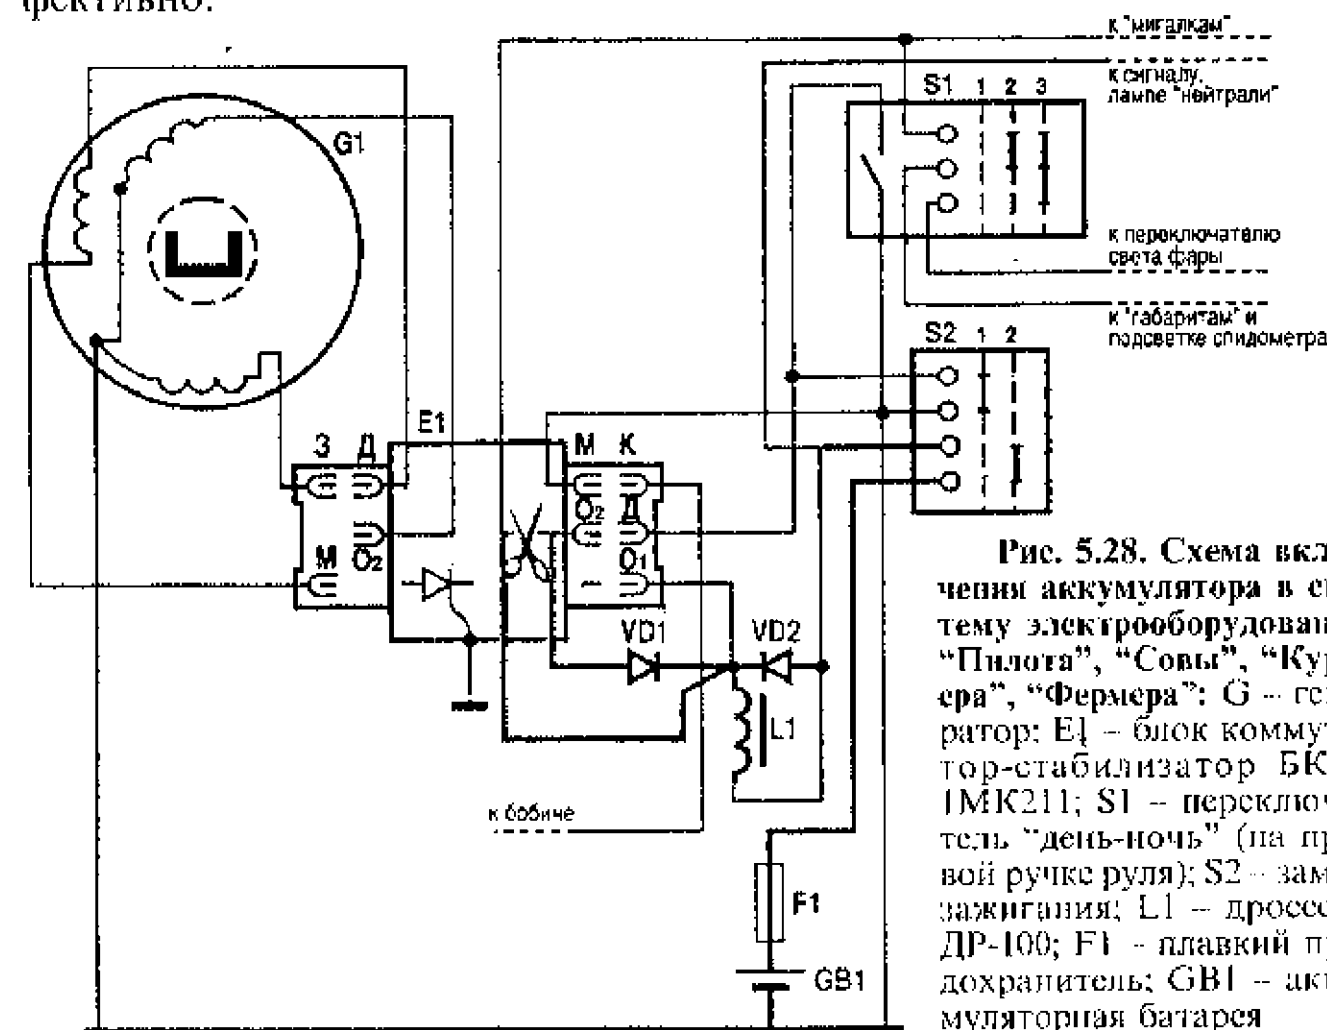 к "мигалкам"
к сигналу,
лампе "нейтрали"
S1 1 2 3
G1
к переключателю
света фары
к "габаритам" и
подсветке спидометра
S2 1 2
E1
З Д
М К
О2 Д
М О2
О1
VD1 VD2
L1
к бобине
F1
GB1
Рис. 5.28. Схема вкл
чения аккумулятора в с
тему электрооборудован
“Пилота”, “Совы”, “Ку
ера”, “Фермера”: G – ге
ратор; E1 – блок комму
тор-стабилизатор БК
1МК211; S1 – переклю
тель “день-ночь” (на п
вой ручке руля); S2 – зам
зажигания; L1 – дроссе
ДР-100; F1 – плавкий п
дохранитель; GB1 – ак
муляторная батарея